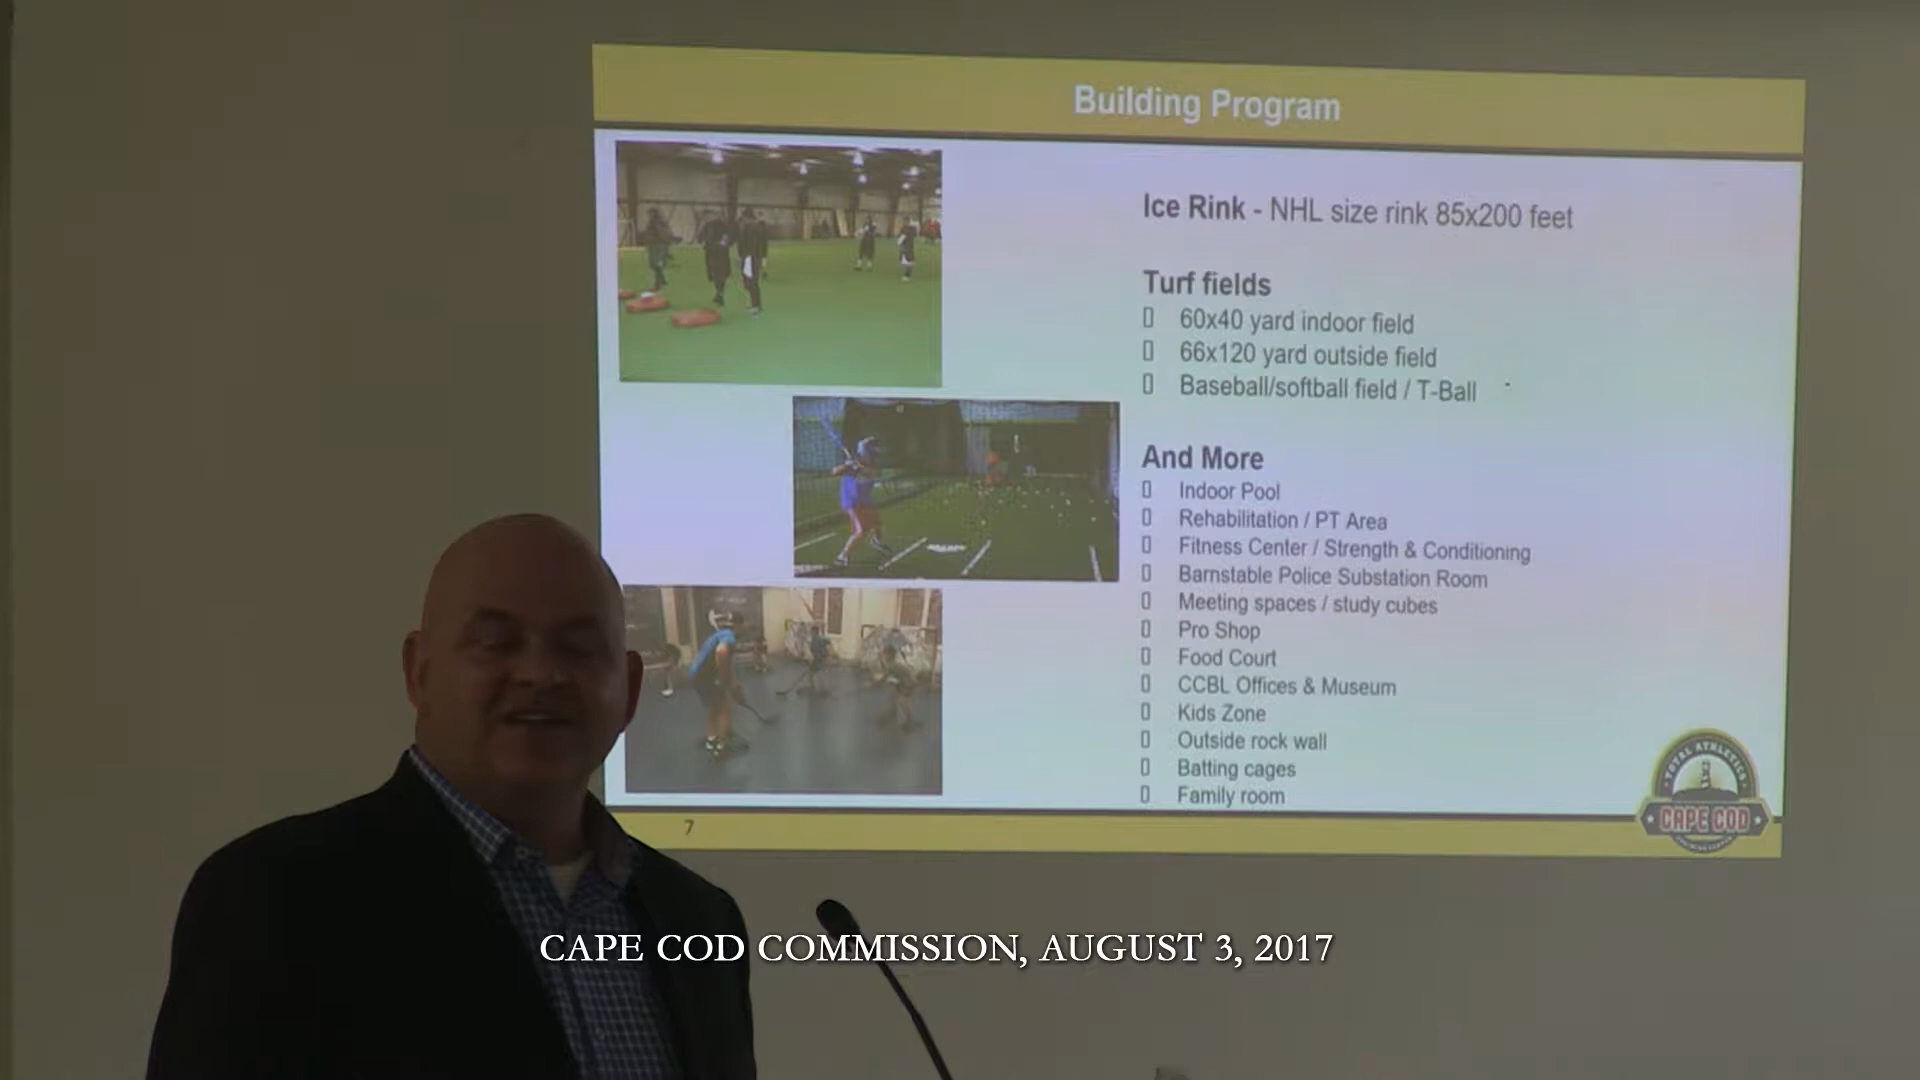 Building Program
Ice Rink - NHL size rink 85x200 feet
Turf fields
60x40 yard indoor field
66x120 yard outside field
Baseball/softball field / T-Ball
And More
Indoor Pool
Rehabilitation / PT Area
Fitness Center / Strength & Conditioning
Barnstable Police Substation Room
Meeting spaces / study cubes
Pro Shop
Food Court
CCBL Offices & Museum
Kids Zone
Outside rock wall
Batting cages
Family room
TOTAL ATHLETICS
CAPE COD
7
CAPE COD COMMISSION, AUGUST 3, 2017